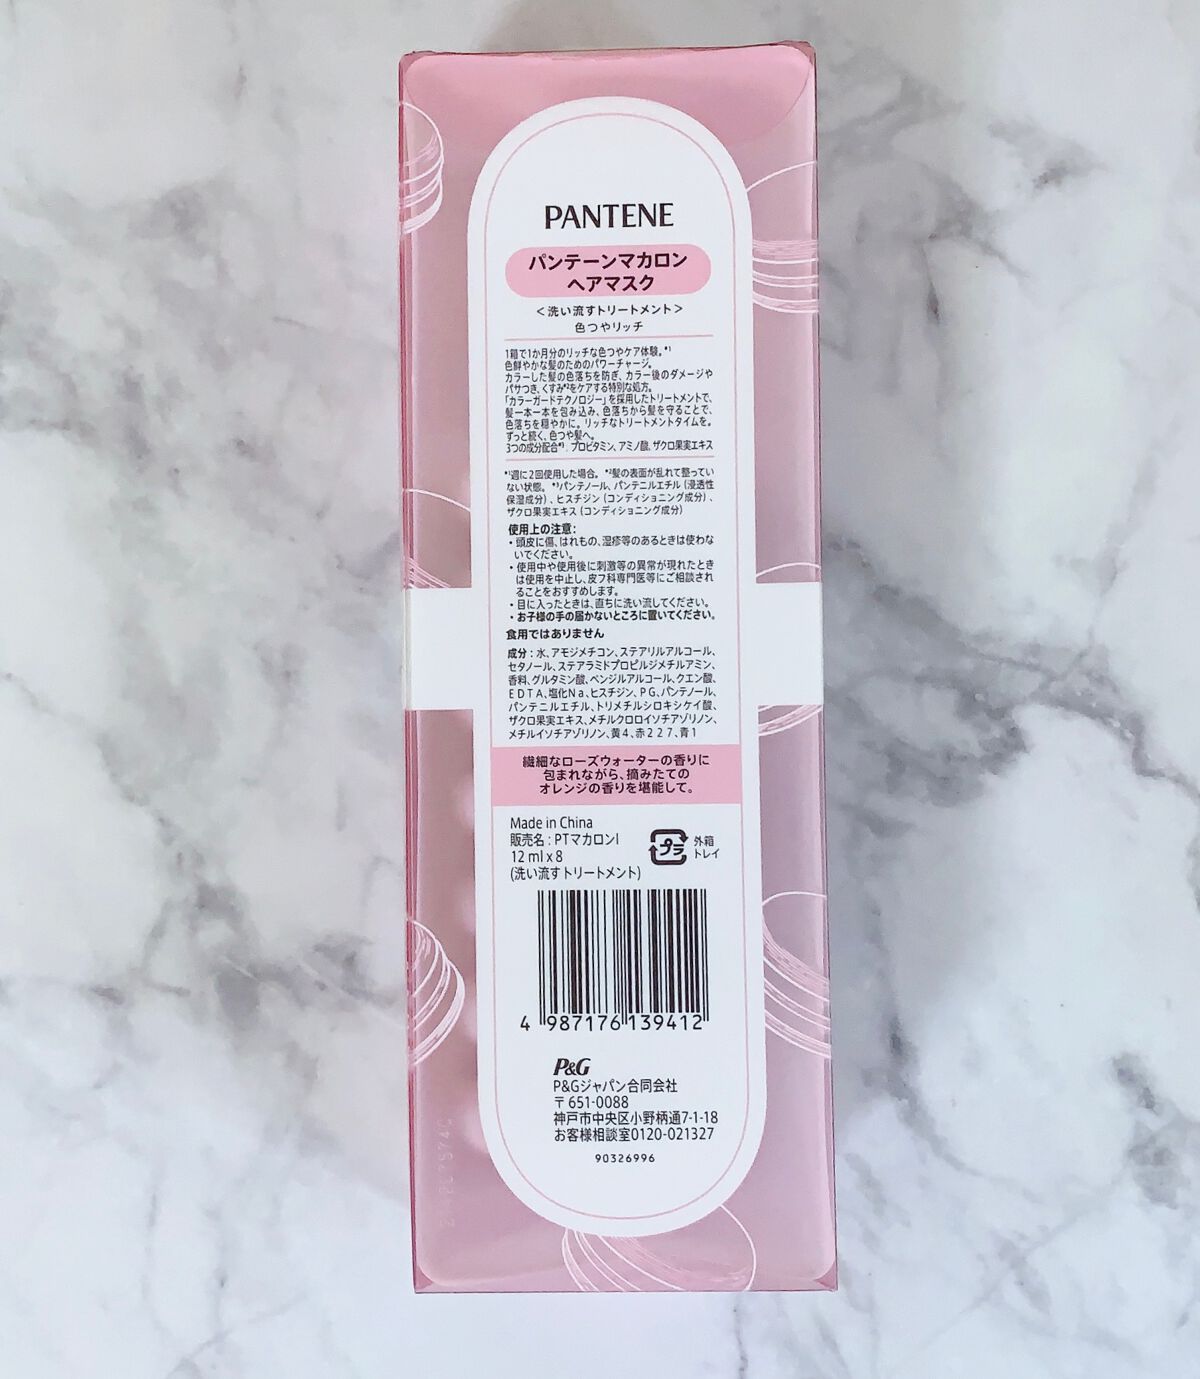 PANTENE
パンテーンマカロン
ヘアマスク
＜洗い流すトリートメント＞
色つやリッチ
1箱で1か月分のリッチな色つやケア体験。*1
色鮮やかな髪のためのパワーチャージ。
カラーした髪の色落ちを防ぎ、カラー後のダメージや
パサつき、くすみ*2をケアする特別な処方。
「カラーガードテクノロジー」を採用したトリートメントで、
髪一本一本を包み込み、色落ちから髪を守ることで、
色落ちを穏やかに。リッチなトリートメントタイムを。
ずっと続く、色つや髪へ。
3つの成分配合*3：プロビタミン、アミノ酸、ザクロ果実エキス
*1週に2回使用した場合。 *2髪の表面が乱れて整ってい
ない状態。 *3パンテノール、パンテニルエチル（浸透性
保湿成分）、ヒスチジン（コンディショニング成分）、
ザクロ果実エキス（コンディショニング成分）
使用上の注意：
・頭皮に傷、はれもの、湿疹等のあるときは使わな
いでください。
・使用中や使用後に刺激等の異常が現れたとき
は使用を中止し、皮フ科専門医等にご相談され
ることをおすすめします。
・目に入ったときは、直ちに洗い流してください。
・お子様の手の届かないところに置いてください。
食用ではありません
成分：水、アモジメチコン、ステアリルアルコール、
セタノール、ステアラミドプロピルジメチルアミン、
香料、グルタミン酸、ベンジルアルコール、クエン酸、
EDTA、塩化Na、ヒスチジン、PG、パンテノール、
パンテニルエチル、トリメチルシロキシケイ酸、
ザクロ果実エキス、メチルクロロイソチアゾリノン、
メチルイソチアゾリノン、黄4、赤227、青1
繊細なローズウォーターの香りに
包まれながら、摘みたての
オレンジの香りを堪能して。
Made in China
販売名：PTマカロンI
12 ml x 8
(洗い流すトリートメント)
プラ
外箱
トレイ
4 987176 139412
P&G
P&Gジャパン合同会社
〒651-0088
神戸市中央区小野柄通7-1-18
お客様相談室0120-021327
90326996